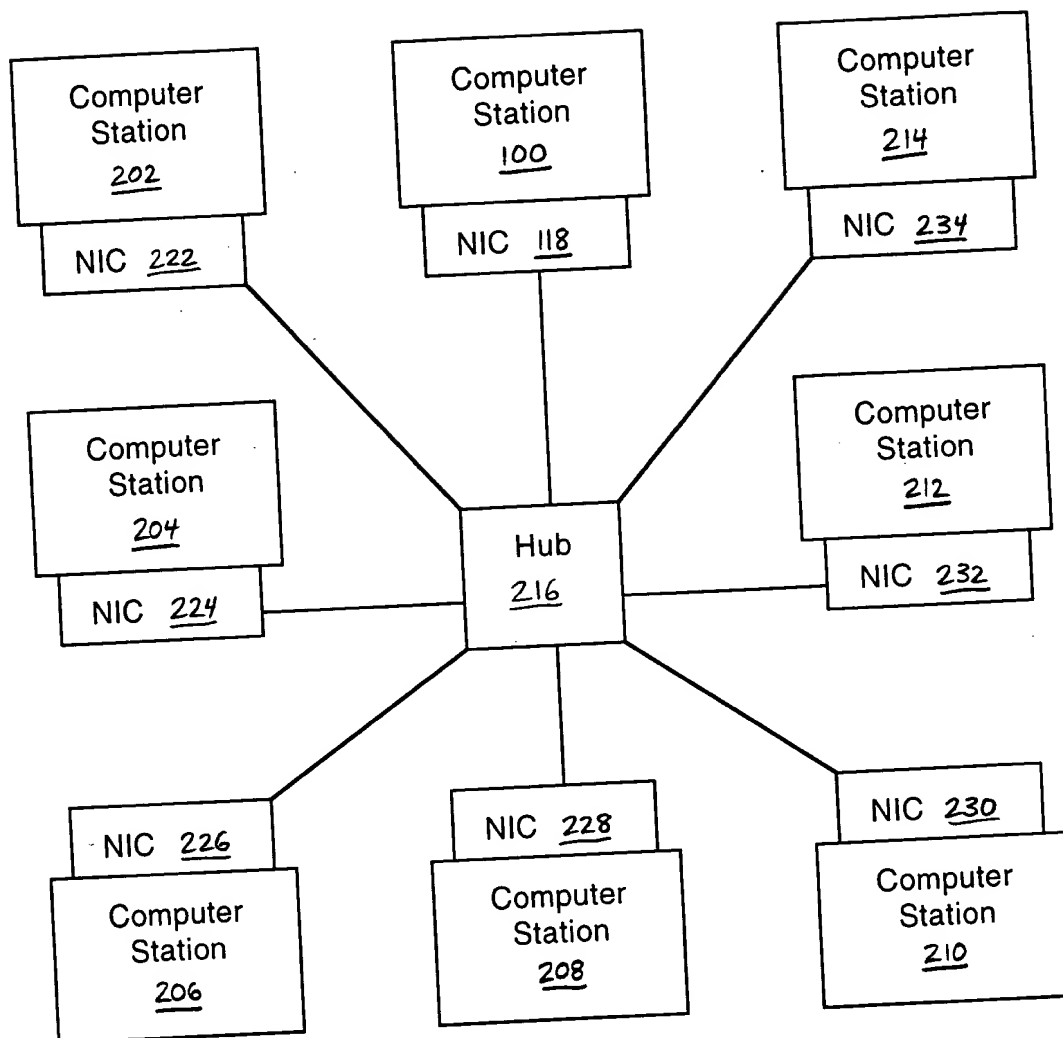 Computer
Station
202
NIC 222
Computer
Station
100
NIC 118
Computer
Station
214
NIC 234
Computer
Station
204
NIC 224
Hub
216
Computer
Station
212
NIC 232
NIC 226
Computer
Station
206
NIC 228
Computer
Station
208
NIC 230
Computer
Station
210